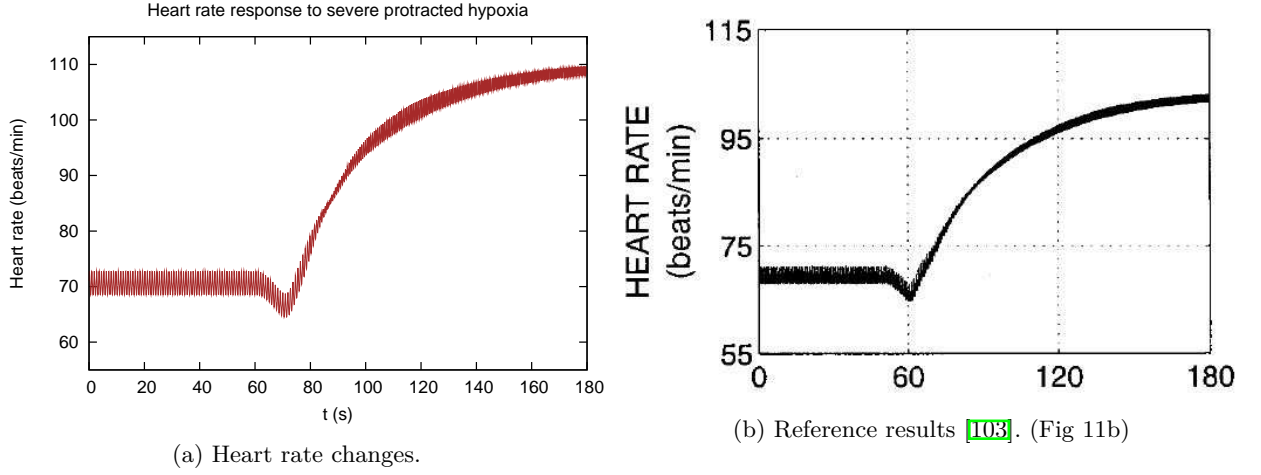 Heart rate response to severe protracted hypoxia
Heart rate (beats/min)
110
100
90
80
70
60
0 20 40 60 80 100 120 140 160 180
t (s)
(a) Heart rate changes.
HEART RATE
(beats/min)
115
95
75
55
0 60 120 180
(b) Reference results [103]. (Fig 11b)